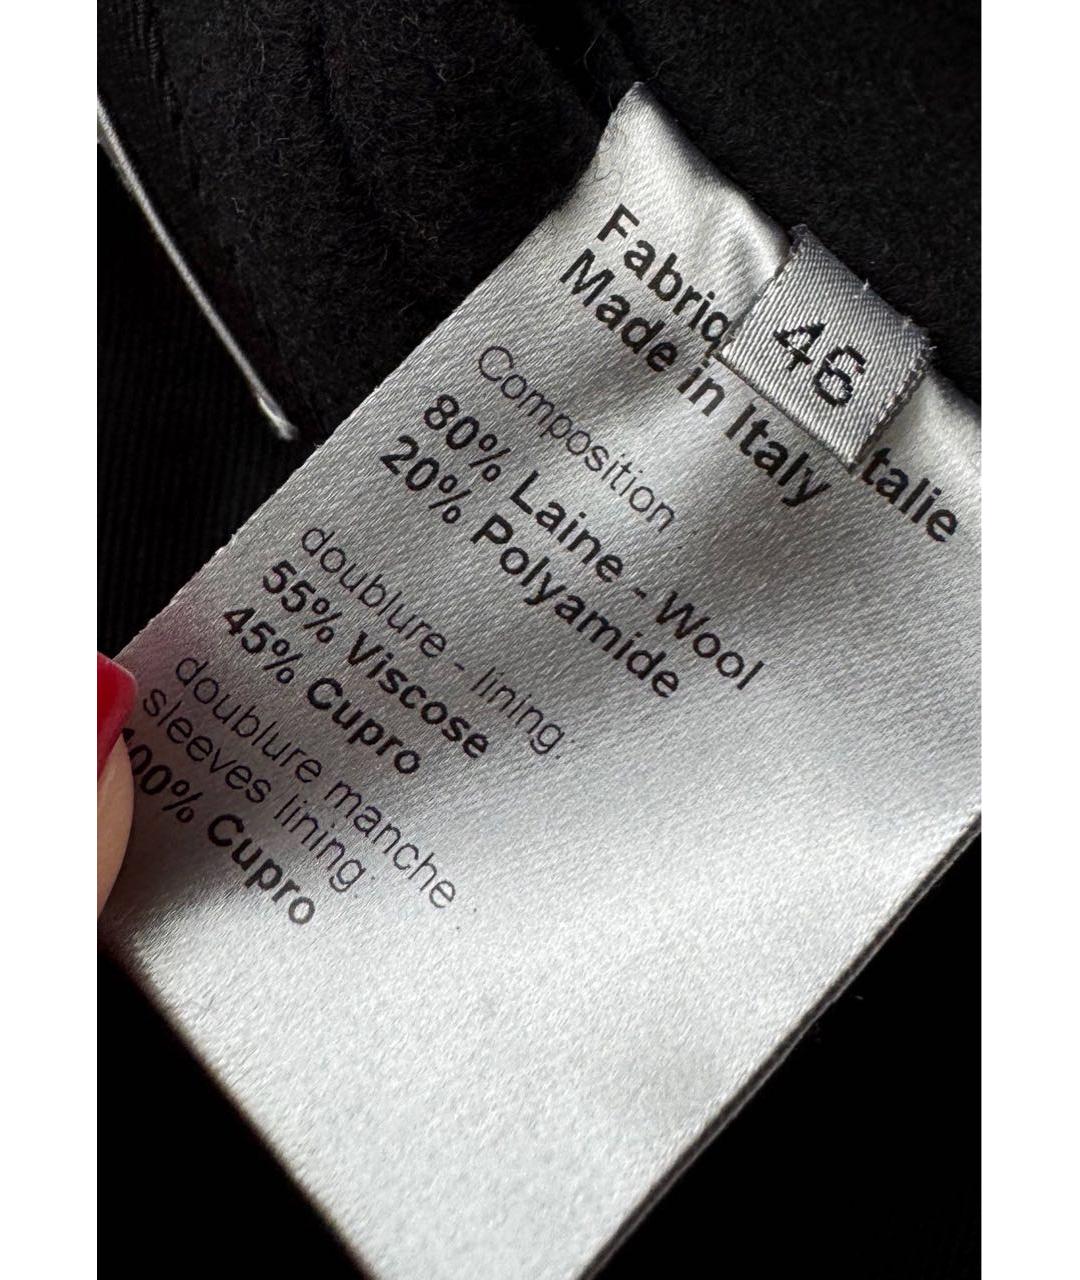 Fabriq talie
Made in Italy
46
Composition
80% Laine - Wool
20% Polyamide
doublure - lining:
55% Viscose
45% Cupro
doublure manche
sleeves lining:
100% Cupro